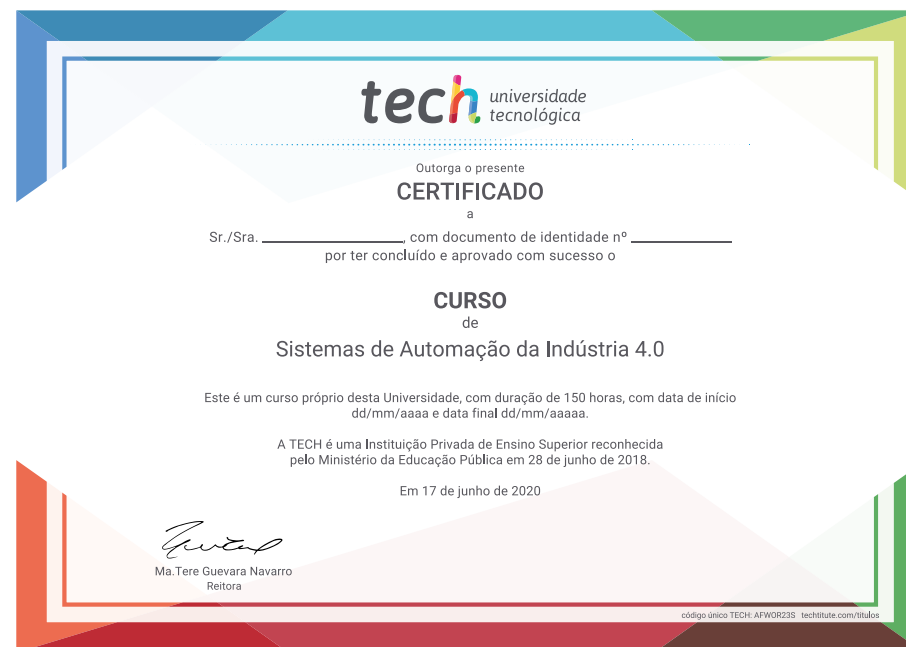 tech universidade
tecnológica
Outorga o presente
CERTIFICADO
a
Sr./Sra. ____________________, com documento de identidade nº ______________
por ter concluído e aprovado com sucesso o
CURSO
de
Sistemas de Automação da Indústria 4.0
Este é um curso próprio desta Universidade, com duração de 150 horas, com data de início
dd/mm/aaaa e data final dd/mm/aaaaa.
A TECH é uma Instituição Privada de Ensino Superior reconhecida
pelo Ministério da Educação Pública em 28 de junho de 2018.
Em 17 de junho de 2020
Ma.Tere Guevara Navarro
Reitora
código único TECH: AFWOR23S techtitute.com/títulos